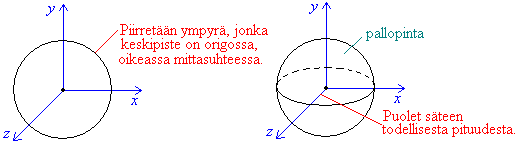 y
Piirretään ympyrä, jonka
keskipiste on origossa,
oikeassa mittasuhteessa.
x
z
y
pallopinta
x
Puolet säteen
todellisesta pituudesta.
z